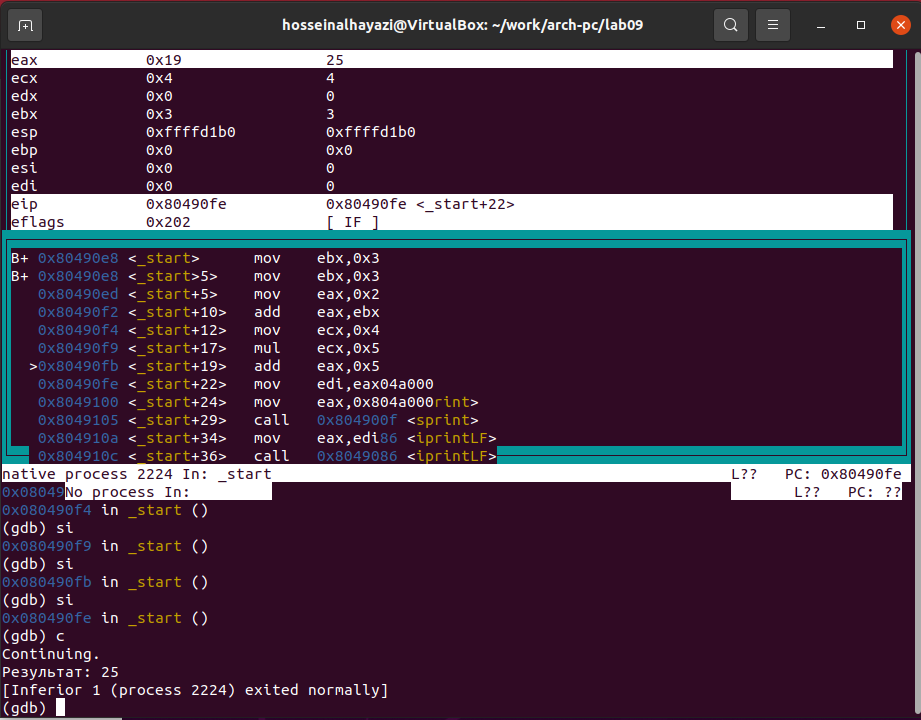 hosseinalhayazi@VirtualBox: ~/work/arch-pc/lab09
eax 0x19 25
ecx 0x4 4
edx 0x0 0
ebx 0x3 3
esp 0xffffd1b0 0xffffd1b0
ebp 0x0 0x0
esi 0x0 0
edi 0x0 0
eip 0x80490fe 0x80490fe <_start+22>
eflags 0x202 [ IF ]
B+ 0x80490e8 <_start> mov ebx,0x3
B+ 0x80490e8 <_start>5> mov ebx,0x3
0x80490ed <_start+5> mov eax,0x2
0x80490f2 <_start+10> add eax,ebx
0x80490f4 <_start+12> mov ecx,0x4
0x80490f9 <_start+17> mul ecx,0x5
>0x80490fb <_start+19> add eax,0x5
0x80490fe <_start+22> mov edi,eax04a000
0x8049100 <_start+24> mov eax,0x804a000rint>
0x8049105 <_start+29> call 0x804900f <sprint>
0x804910a <_start+34> mov eax,edi86 <iprintLF>
0x804910c <_start+36> call 0x8049086 <iprintLF>
native process 2224 In: _start L?? PC: 0x80490fe
0x08049No process In: L?? PC: ??
0x080490f4 in _start ()
(gdb) si
0x080490f9 in _start ()
(gdb) si
0x080490fb in _start ()
(gdb) si
0x080490fe in _start ()
(gdb) c
Continuing.
Результат: 25
[Inferior 1 (process 2224) exited normally]
(gdb)